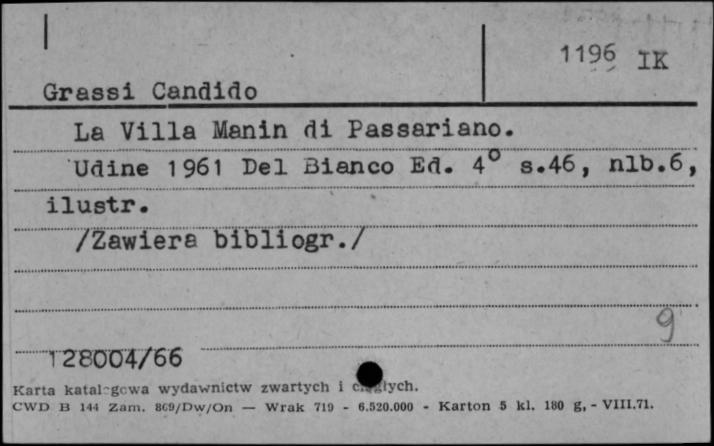 1196 IK
Grassi Candido
La Villa Manin di Passariano.
Udine 1961 Del Bianco Ed. 4° s.46, nlb.6,
ilustr.
/Zawiera bibliogr./
9
128004/66
Karta katalogowa wydawnictw zwartych i ciągłych.
CWD B 144 Zam. 869/Dw/On — Wrak 719 - 6.520.000 - Karton 5 kl. 180 g, - VIII.71.